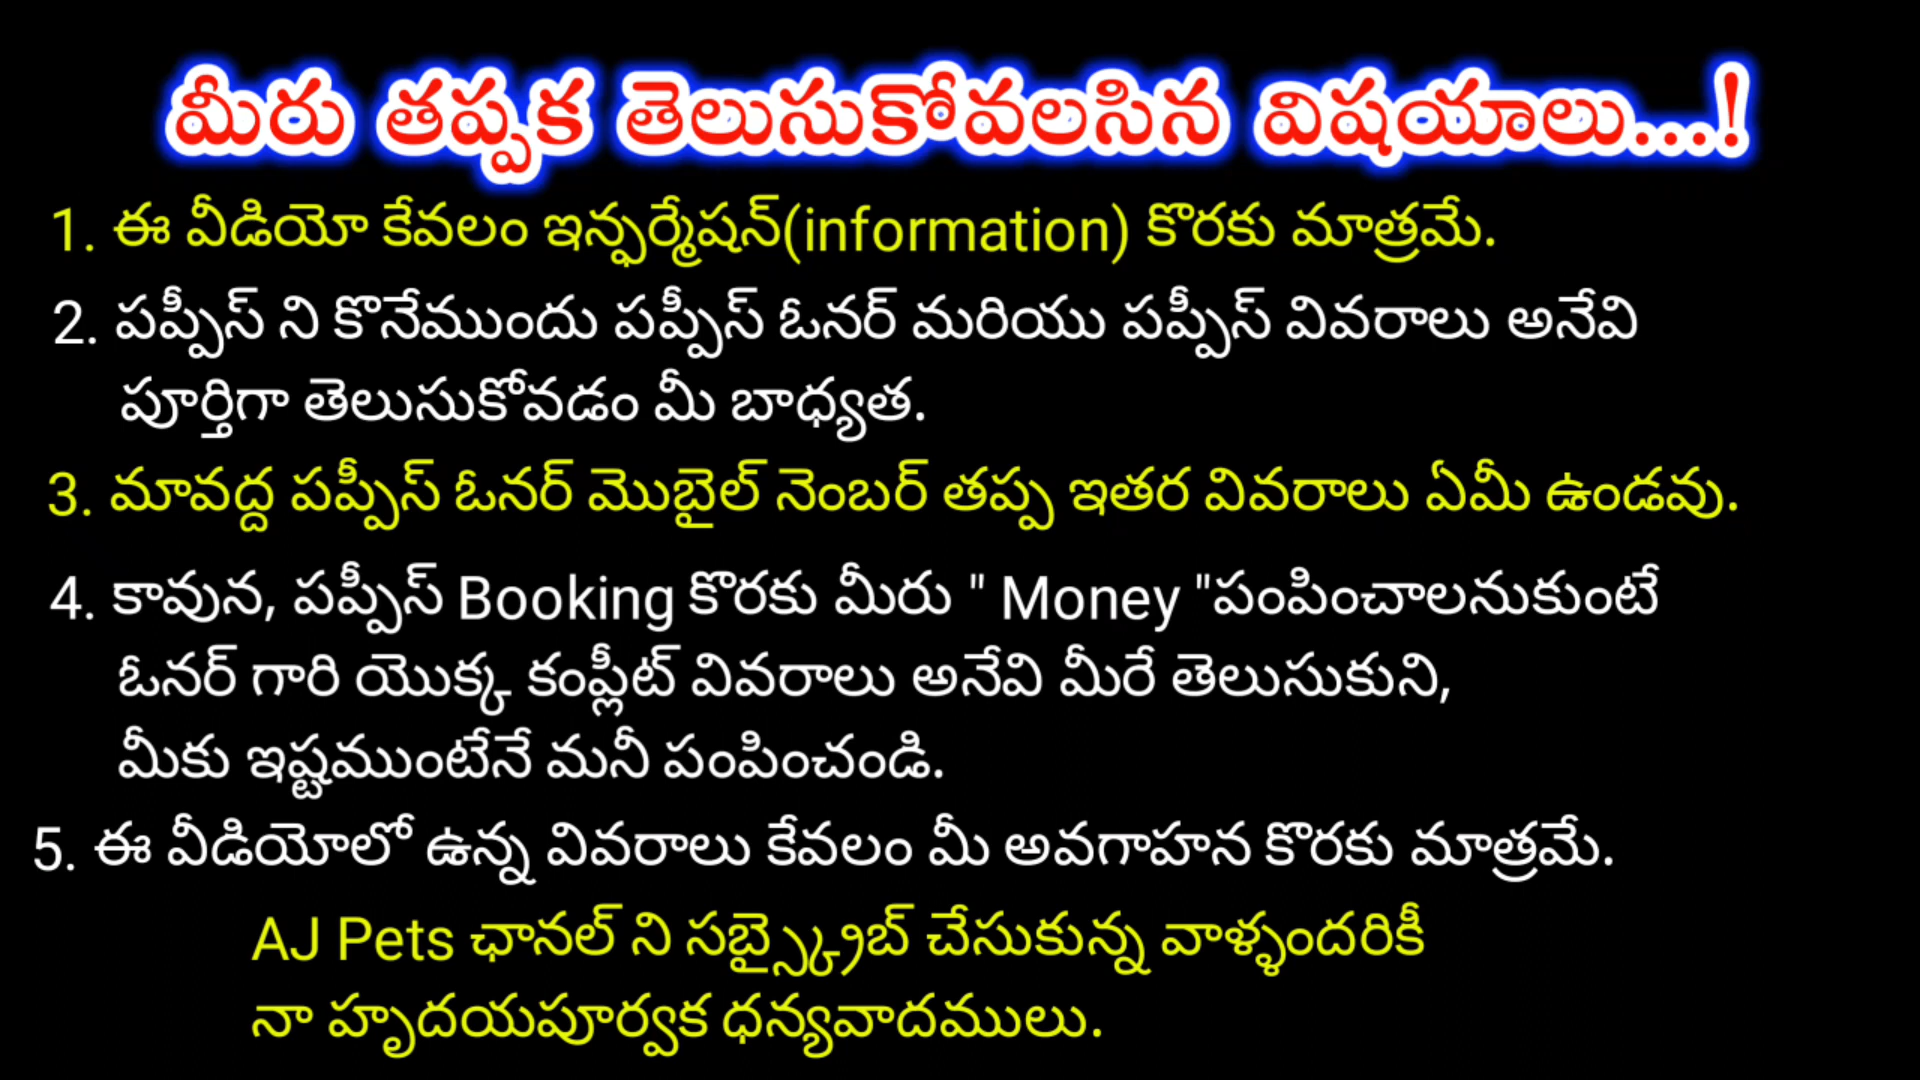 మీరు తప్పక తెలుసుకోవలసిన విషయాలు...!
1. ఈ వీడియో కేవలం ఇన్ఫర్మేషన్(information) కొరకు మాత్రమే.
2. పప్పీస్ ని కొనేముందు పప్పీస్ ఓనర్ మరియు పప్పీస్ వివరాలు అనేవి
పూర్తిగా తెలుసుకోవడం మీ బాధ్యత.
3. మావద్ద పప్పీస్ ఓనర్ మొబైల్ నెంబర్ తప్ప ఇతర వివరాలు ఏమీ ఉండవు.
4. కావున, పప్పీస్ Booking కొరకు మీరు " Money "పంపించాలనుకుంటే
ఓనర్ గారి యొక్క కంప్లీట్ వివరాలు అనేవి మీరే తెలుసుకుని,
మీకు ఇష్టముంటేనే మనీ పంపించండి.
5. ఈ వీడియోలో ఉన్న వివరాలు కేవలం మీ అవగాహన కొరకు మాత్రమే.
AJ Pets ఛానల్ ని సబ్స్క్రైబ్ చేసుకున్న వాళ్ళందరికీ
నా హృదయపూర్వక ధన్యవాదములు.